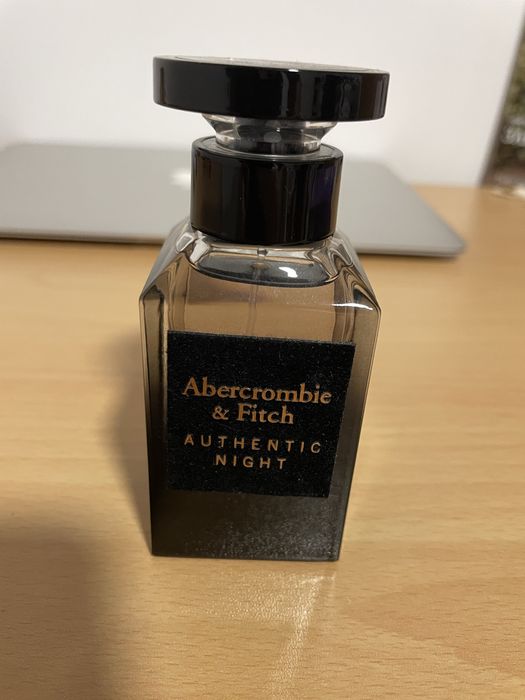 Abercrombie
& Fitch
AUTHENTIC
NIGHT